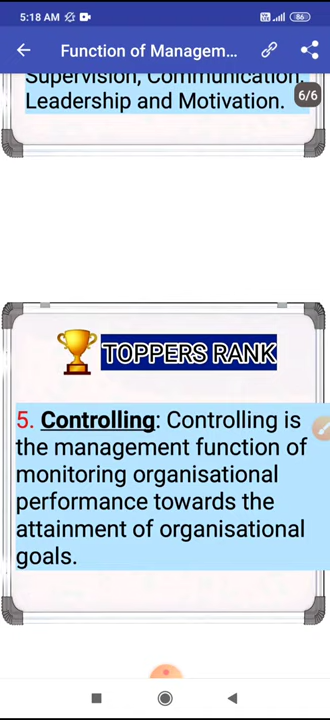 5:18 AM
86
Function of Managem...
Supervision, Communication,
Leadership and Motivation.
6/6
TOPPERS RANK
5. Controlling: Controlling is
the management function of
monitoring organisational
performance towards the
attainment of organisational
goals.